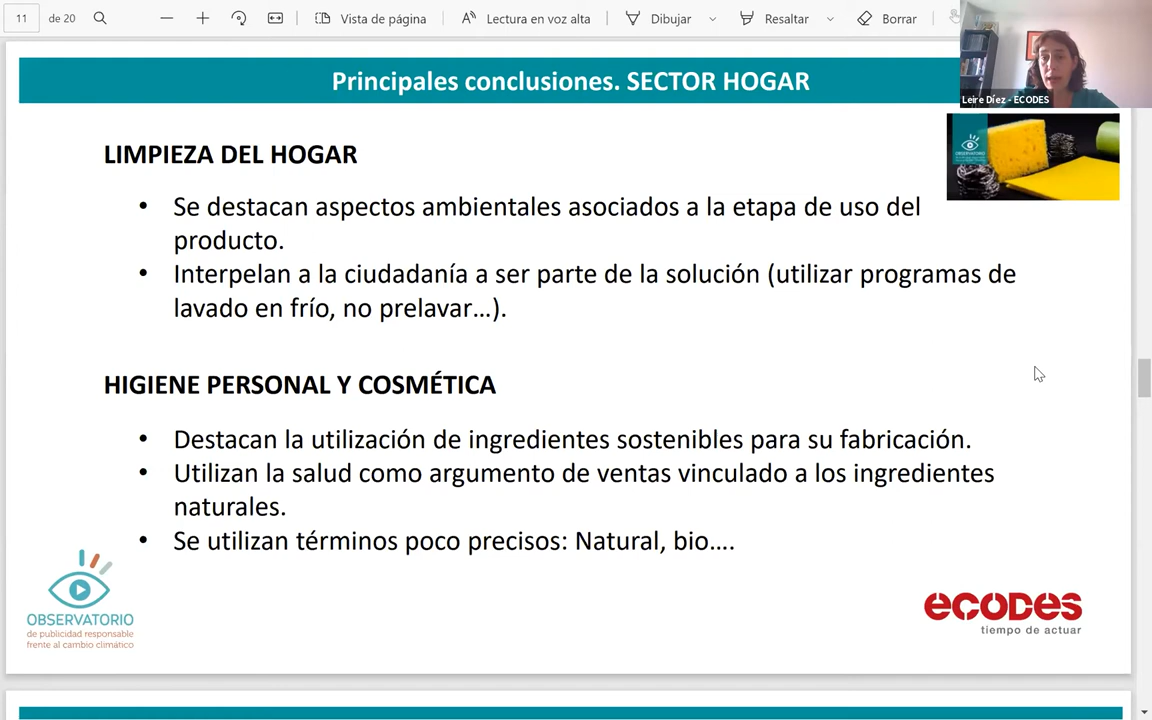 11
de 20
Vista de página
Lectura en voz alta
Dibujar
Resaltar
Borrar
Leire Díez - ECODES
Principales conclusiones. SECTOR HOGAR
LIMPIEZA DEL HOGAR
• Se destacan aspectos ambientales asociados a la etapa de uso del
producto.
• Interpelan a la ciudadanía a ser parte de la solución (utilizar programas de
lavado en frío, no prelavar...).
HIGIENE PERSONAL Y COSMÉTICA
• Destacan la utilización de ingredientes sostenibles para su fabricación.
• Utilizan la salud como argumento de ventas vinculado a los ingredientes
naturales.
• Se utilizan términos poco precisos: Natural, bio....
OBSERVATORIO
de publicidad responsable
frente al cambio climático
ecodes
tiempo de actuar
OBSERVATORIO